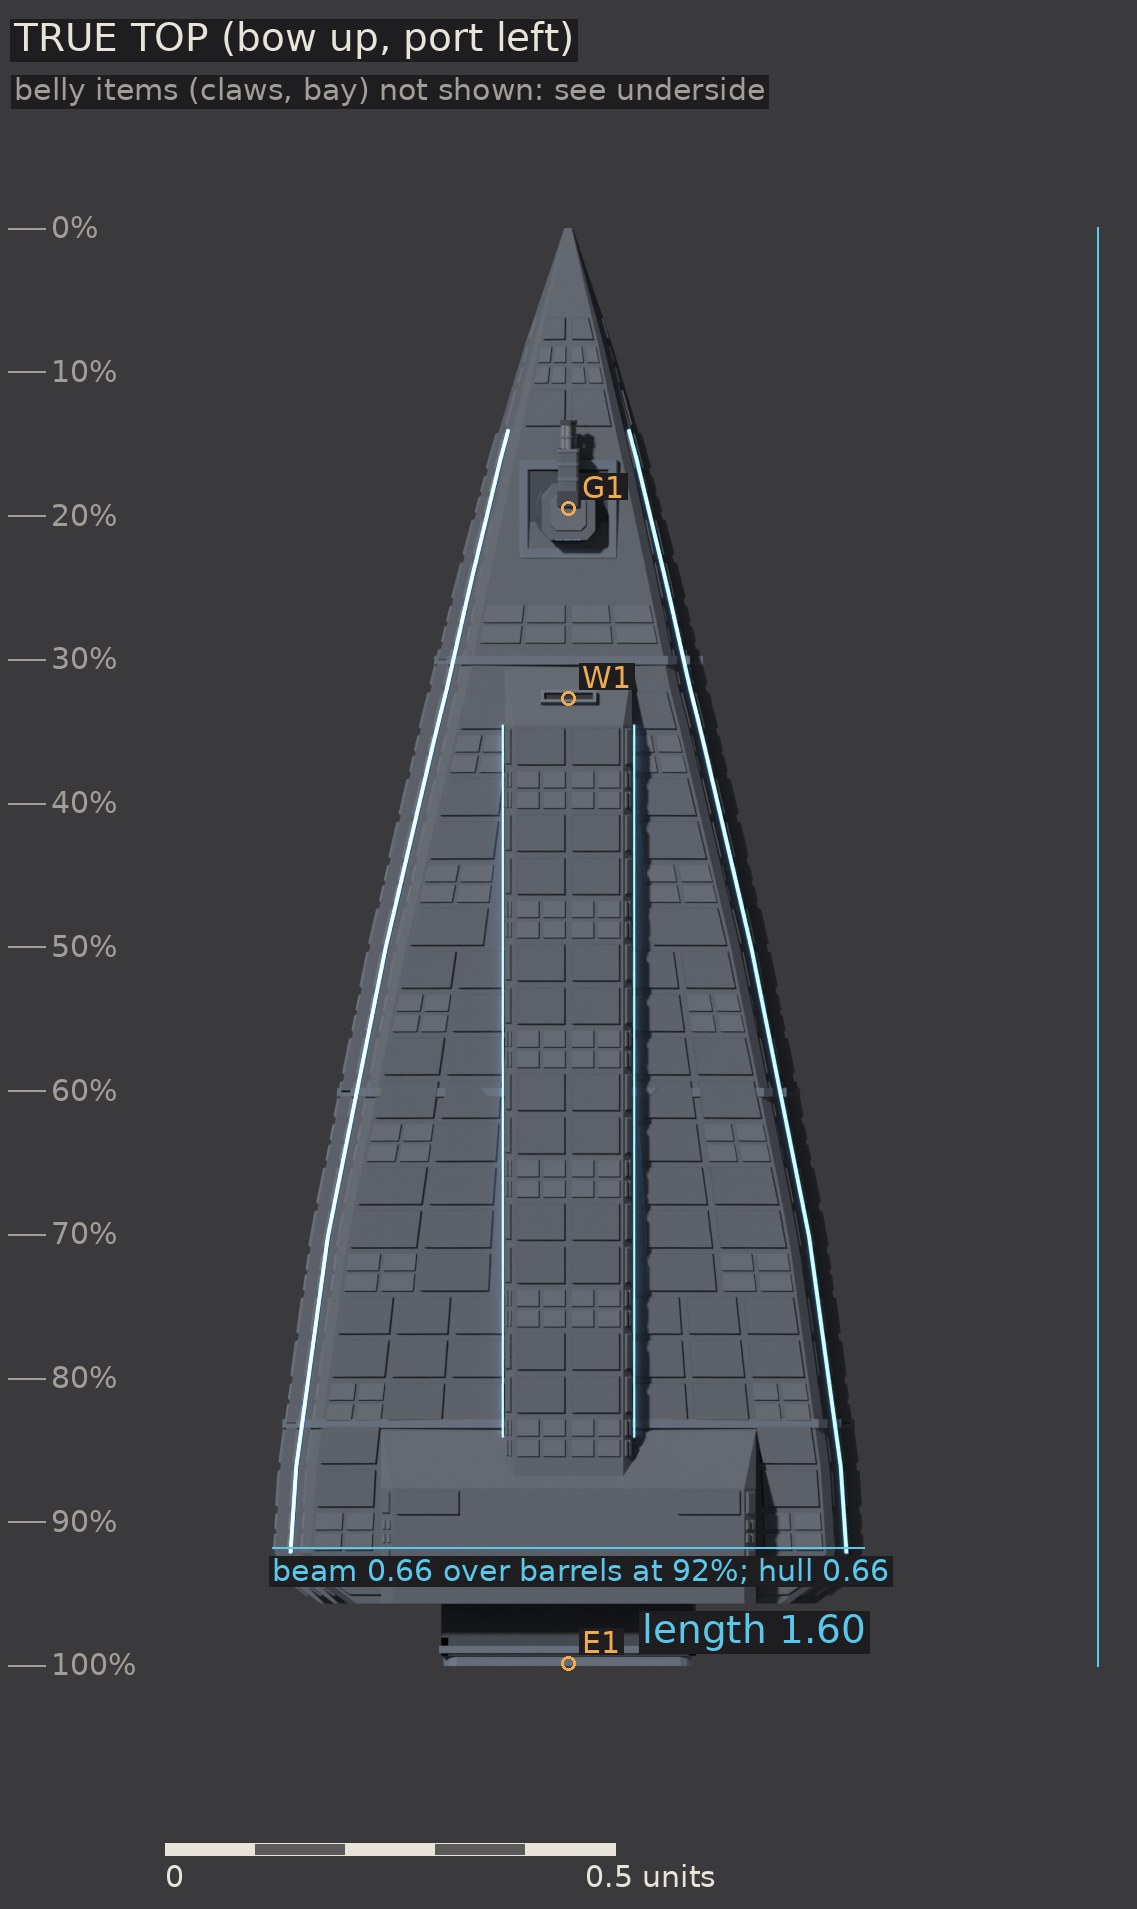 TRUE TOP (bow up, port left)
belly items (claws, bay) not shown: see underside
0%
10%
G1
20%
30%
W1
40%
50%
60%
70%
80%
90%
beam 0.66 over barrels at 92%; hull 0.66
length 1.60
E1
100%
0
0.5 units